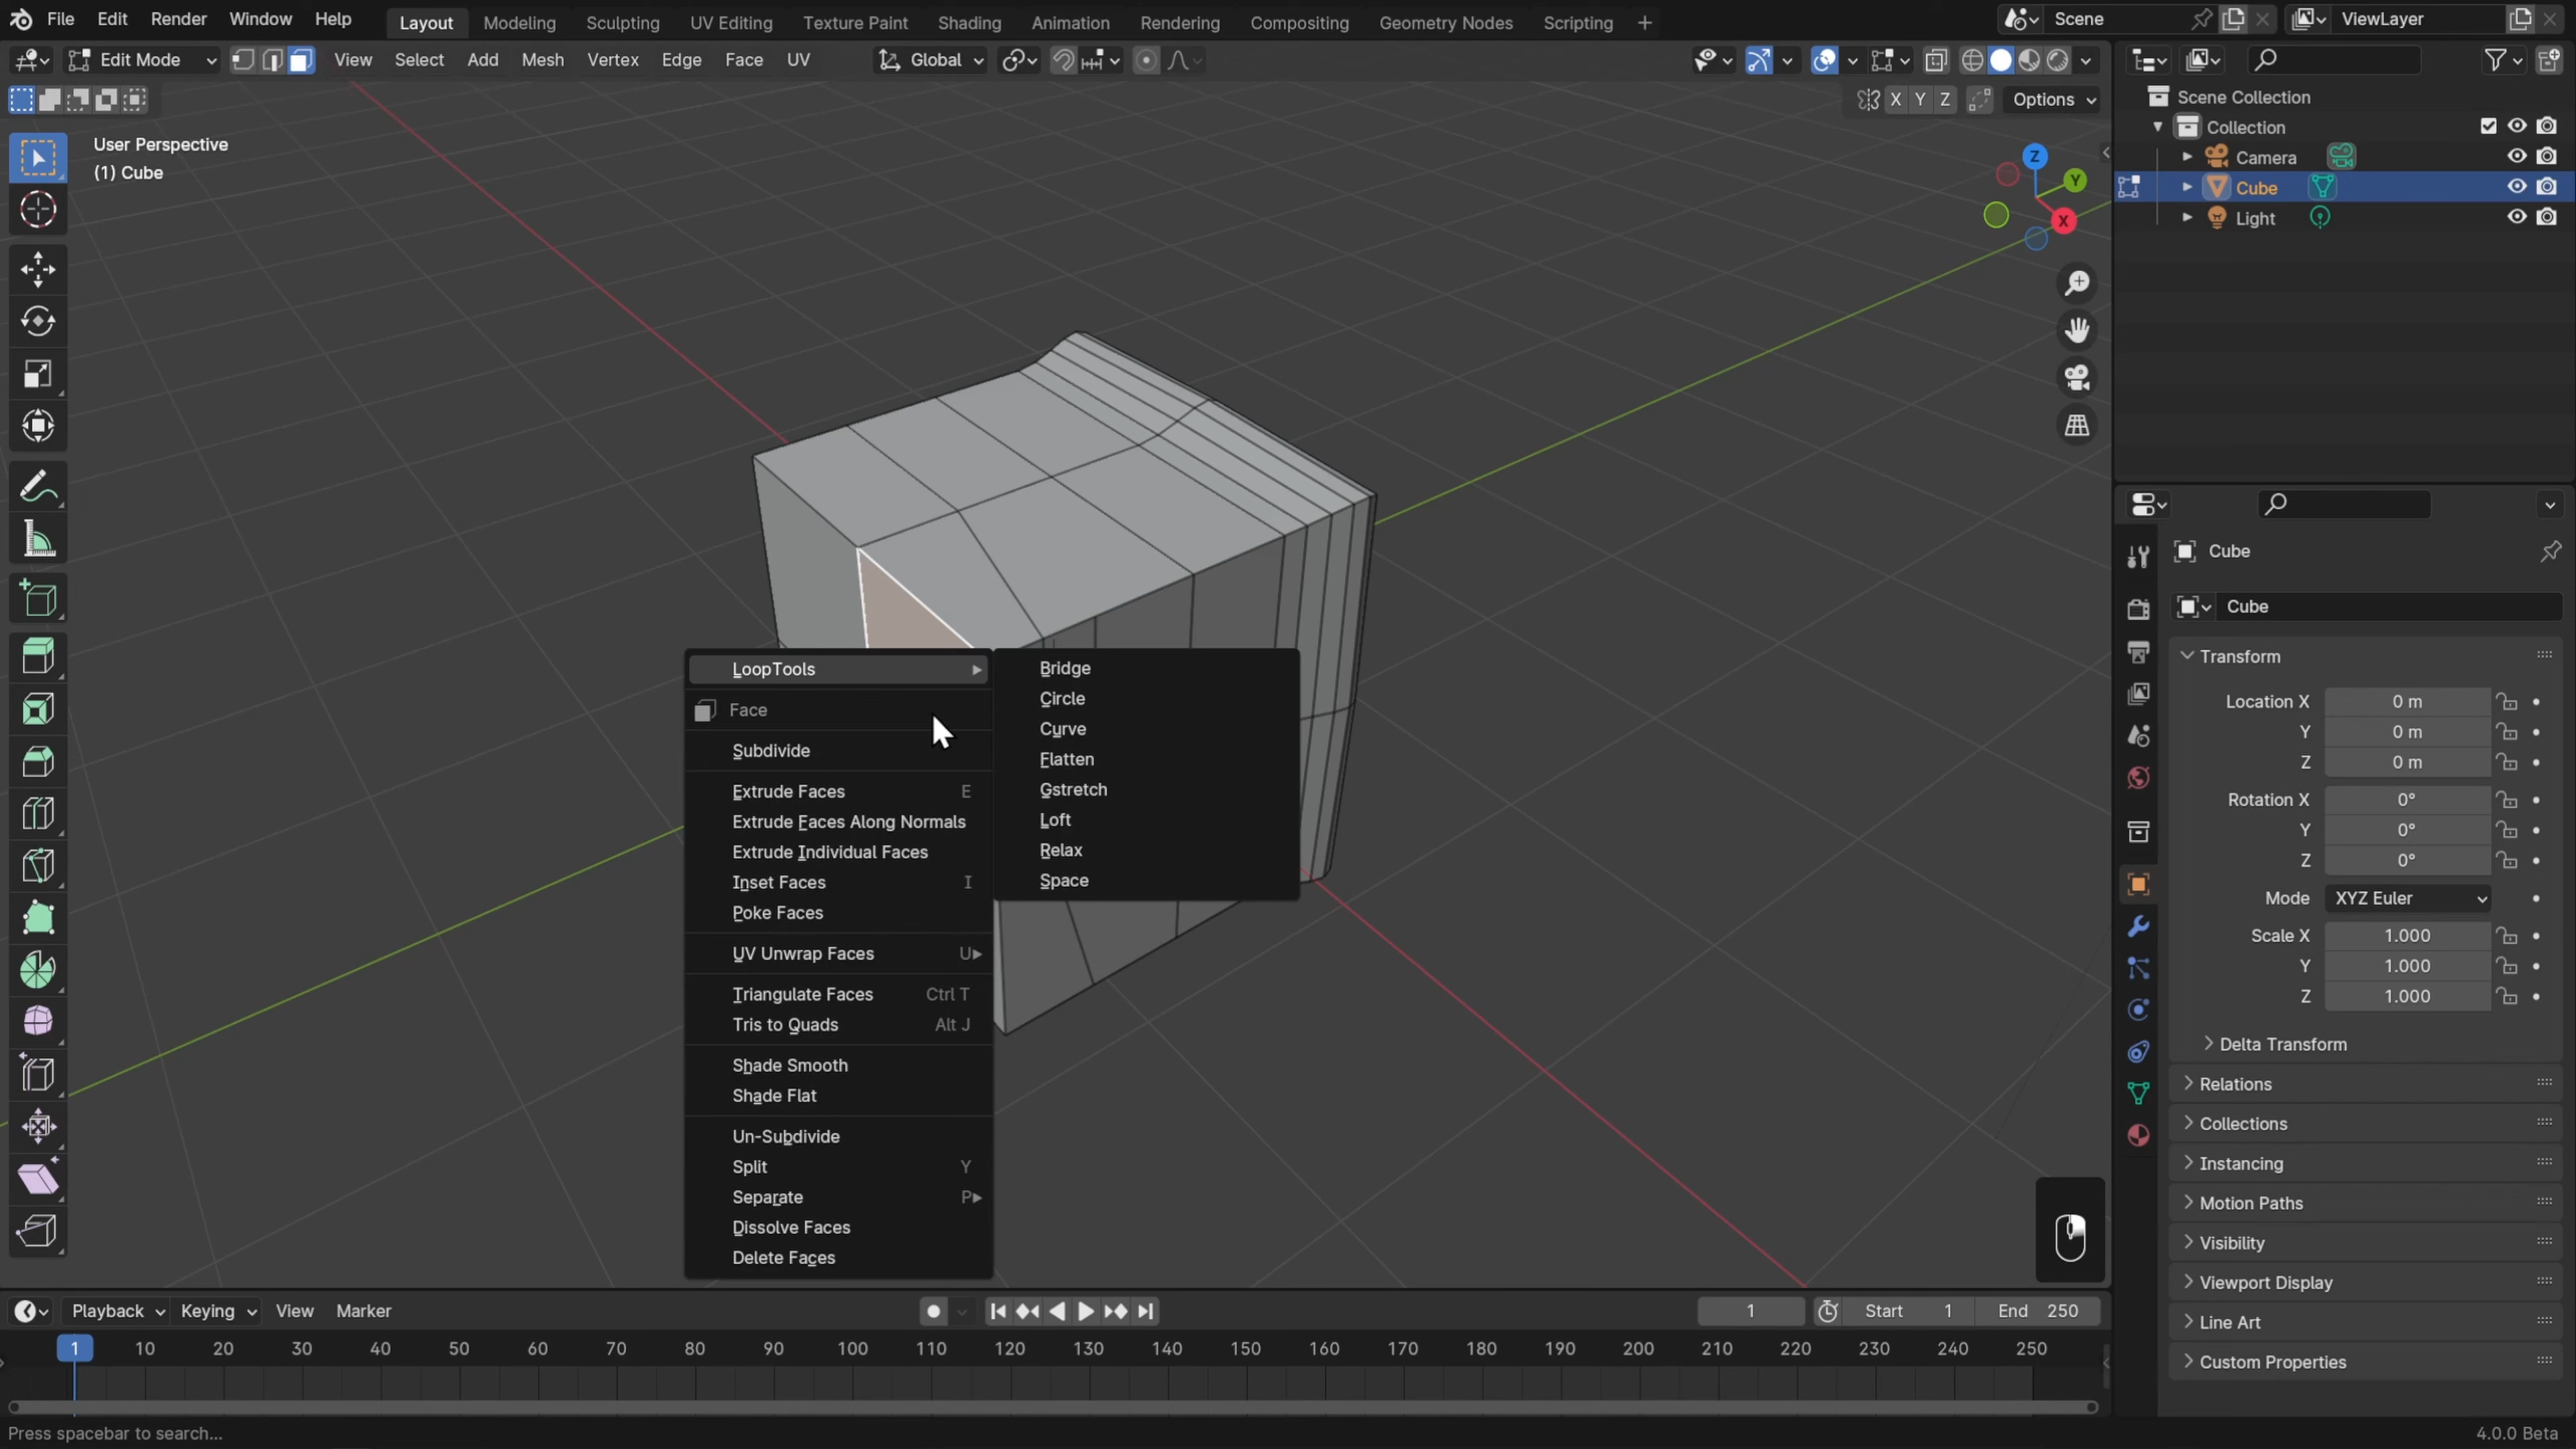 File Edit Render Window Help Layout Modeling Sculpting UV Editing Texture Paint Shading Animation Rendering Compositing Geometry Nodes Scripting + Scene ViewLayer
Edit Mode View Select Add Mesh Vertex Edge Face UV Global
X Y Z Options
User Perspective
(1) Cube
Z
Y
X
LoopTools
Face
Subdivide
Extrude Faces E
Extrude Faces Along Normals
Extrude Individual Faces
Inset Faces I
Poke Faces
UV Unwrap Faces U
Triangulate Faces Ctrl T
Tris to Quads Alt J
Shade Smooth
Shade Flat
Un-Subdivide
Split Y
Separate P
Dissolve Faces
Delete Faces
Bridge
Circle
Curve
Flatten
Gstretch
Loft
Relax
Space
Scene Collection
Collection
Camera
Cube
Light
Cube
Cube
Transform
Location X 0 m
Y 0 m
Z 0 m
Rotation X 0°
Y 0°
Z 0°
Mode XYZ Euler
Scale X 1.000
Y 1.000
Z 1.000
Delta Transform
Relations
Collections
Instancing
Motion Paths
Visibility
Viewport Display
Line Art
Custom Properties
Playback Keying View Marker 1 Start 1 End 250
1 10 20 30 40 50 60 70 80 90 100 110 120 130 140 150 160 170 180 190 200 210 220 230 240 250
Press spacebar to search... 4.0.0 Beta